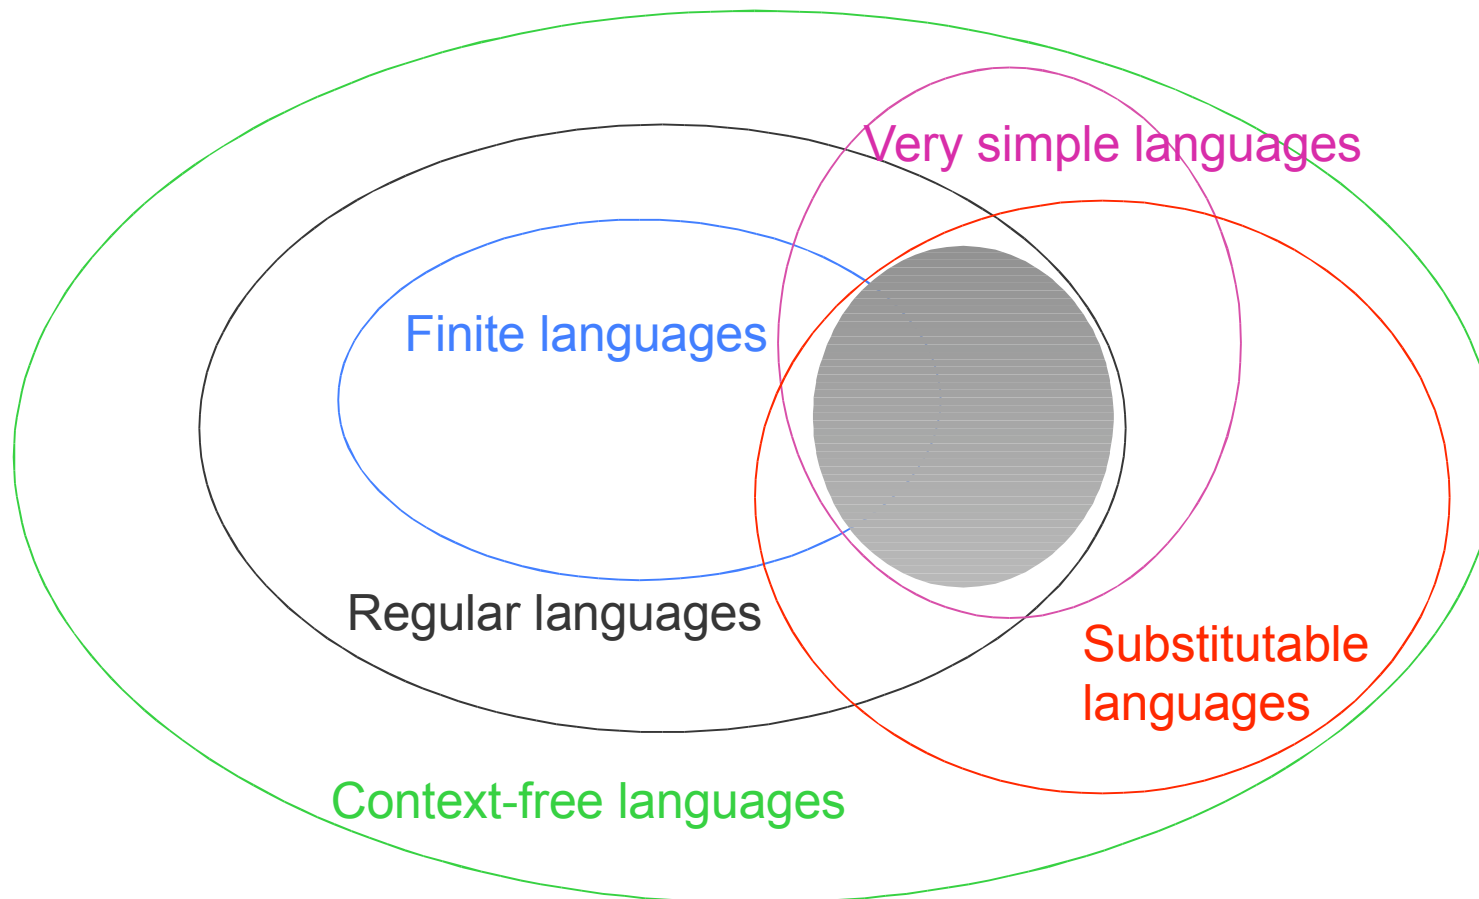 Very simple languages
Finite languages
Regular languages
Substitutable
languages
Context-free languages